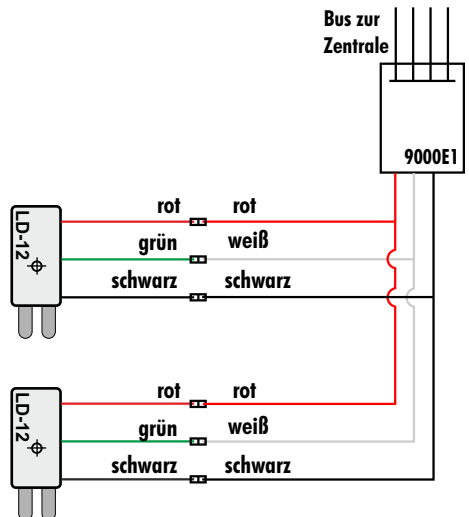 Bus zur
Zentrale
9000E1
LD-12
rot rot
grün weiß
schwarz schwarz
LD-12
rot rot
grün weiß
schwarz schwarz